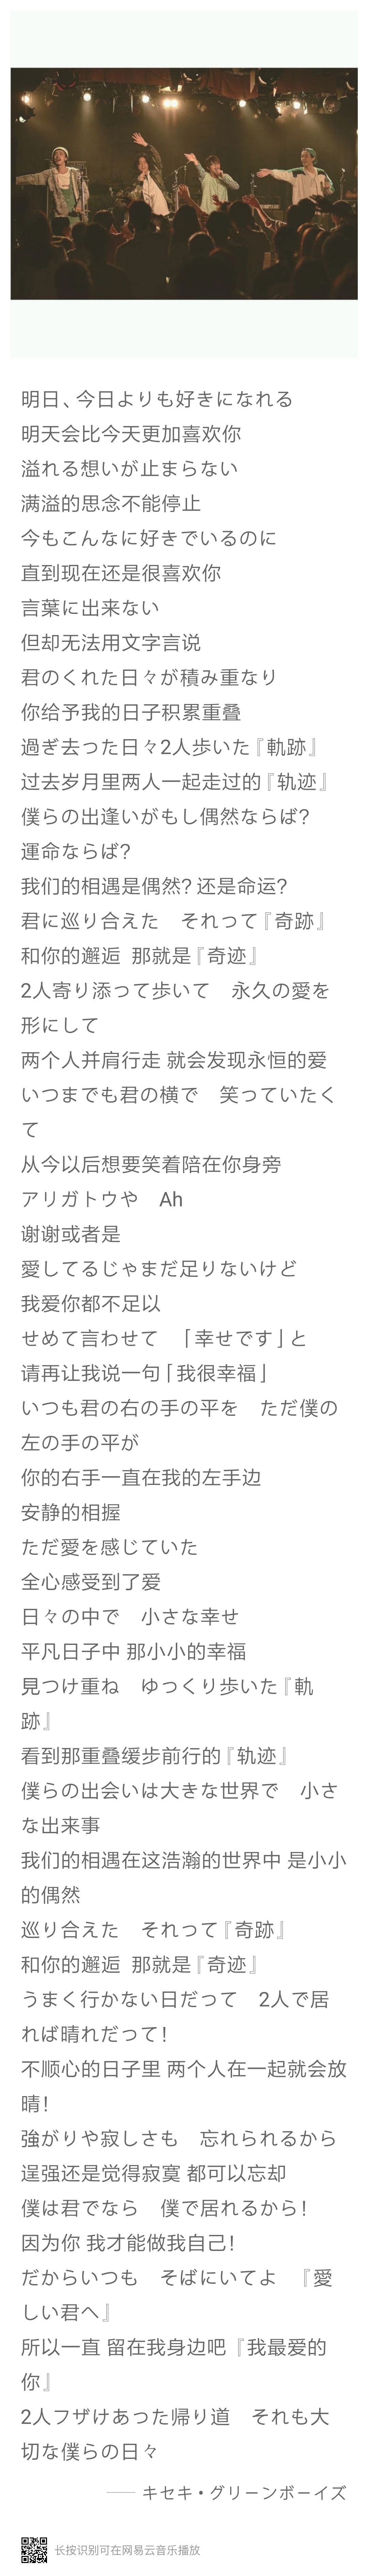 明日、今日よりも好きになれる
明天会比今天更加喜欢你
溢れる想いが止まらない
满溢的思念不能停止
今もこんなに好きでいるのに
直到现在还是很喜欢你
言葉に出来ない
但却无法用文字言说
君のくれた日々が積み重なり
你给予我的日子积累重叠
過ぎ去った日々2人歩いた『軌跡』
过去岁月里两人一起走过的『轨迹』
僕らの出逢いがもし偶然ならば?
運命ならば?
我们的相遇是偶然? 还是命运?
君に巡り合えた　それって『奇跡』
和你的邂逅 那就是『奇迹』
2人寄り添って歩いて　永久の愛を
形にして
两个人并肩行走 就会发现永恒的爱
いつまでも君の横で　笑っていたく
て
从今以后想要笑着陪在你身旁
アリガトウや　Ah
谢谢或者是
愛してるじゃまだ足りないけど
我爱你都不足以
せめて言わせて　「幸せです」と
请再让我说一句「我很幸福」
いつも君の右の手の平を　ただ僕の
左の手の平が
你的右手一直在我的左手边
安静的相握
ただ愛を感じていた
全心感受到了爱
日々の中で　小さな幸せ
平凡日子中 那小小的幸福
見つけ重ね　ゆっくり歩いた『軌
跡』
看到那重叠缓步前行的『轨迹』
僕らの出会いは大きな世界で　小さ
な出来事
我们的相遇在这浩瀚的世界中 是小小
的偶然
巡り合えた　それって『奇跡』
和你的邂逅 那就是『奇迹』
うまく行かない日だって　2人で居
れば晴れだって!
不顺心的日子里 两个人在一起就会放
晴!
強がりや寂しさも　忘れられるから
逞强还是觉得寂寞 都可以忘却
僕は君でなら　僕で居れるから!
因为你 我才能做我自己!
だからいつも　そばにいてよ　『愛
しい君へ』
所以一直 留在我身边吧『我最爱的
你』
2人フザけあった帰り道　それも大
切な僕らの日々
—— キセキ・グリーンボーイズ
长按识别可在网易云音乐播放